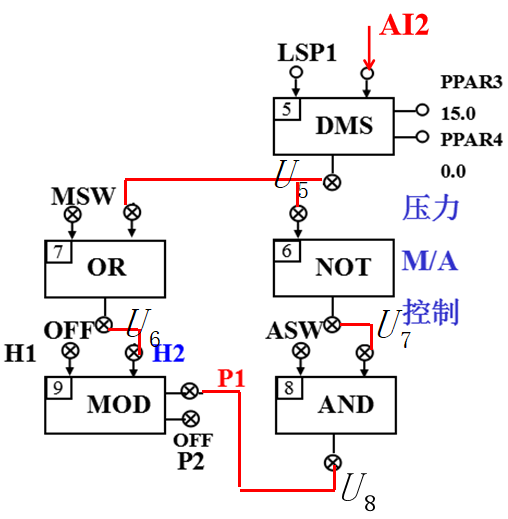 AI2
LSP1
PPAR3
5
15.0
DMS
PPAR4
0.0
U5
MSW
压力
7
OR
6
NOT
M/A
控制
OFF
U6
ASW
U7
H1
H2
9
MOD
P1
8
AND
OFF
P2
U8